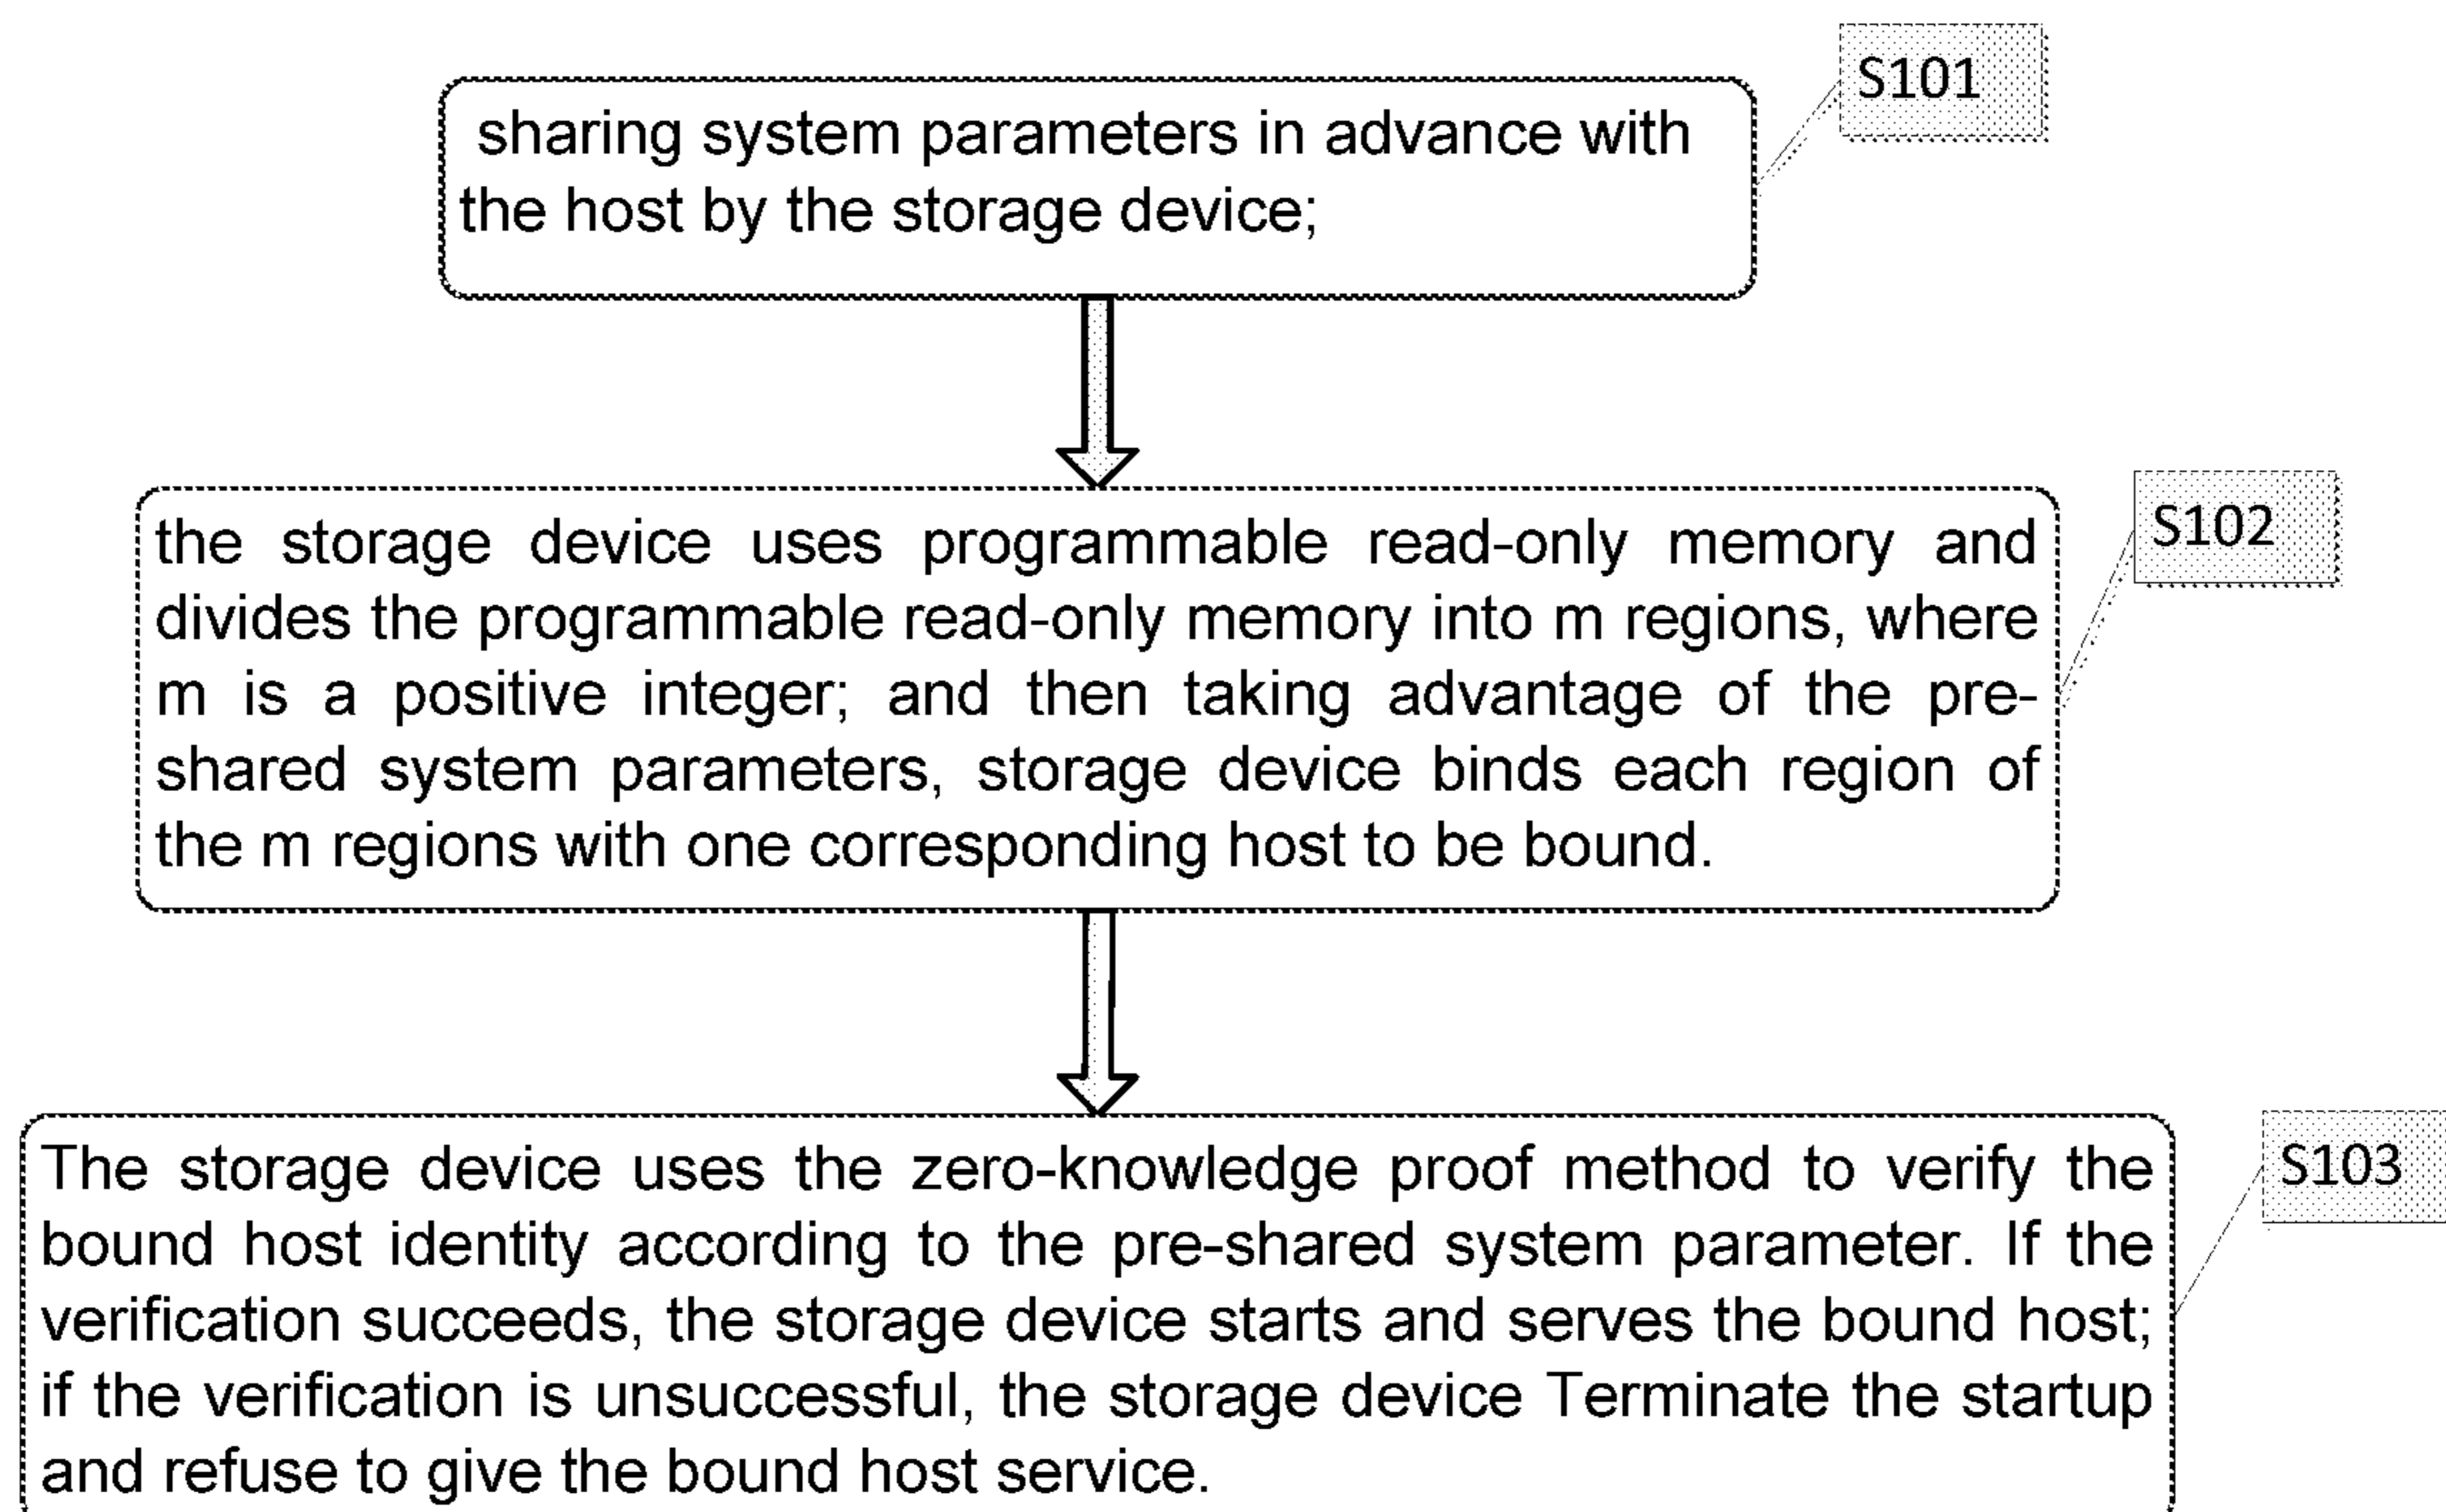 S101
sharing system parameters in advance with
the host by the storage device;
S102
the storage device uses programmable read-only memory and
divides the programmable read-only memory into m regions, where
m is a positive integer; and then taking advantage of the pre-
shared system parameters, storage device binds each region of
the m regions with one corresponding host to be bound.
S103
The storage device uses the zero-knowledge proof method to verify the
bound host identity according to the pre-shared system parameter. If the
verification succeeds, the storage device starts and serves the bound host;
if the verification is unsuccessful, the storage device Terminate the startup
and refuse to give the bound host service.